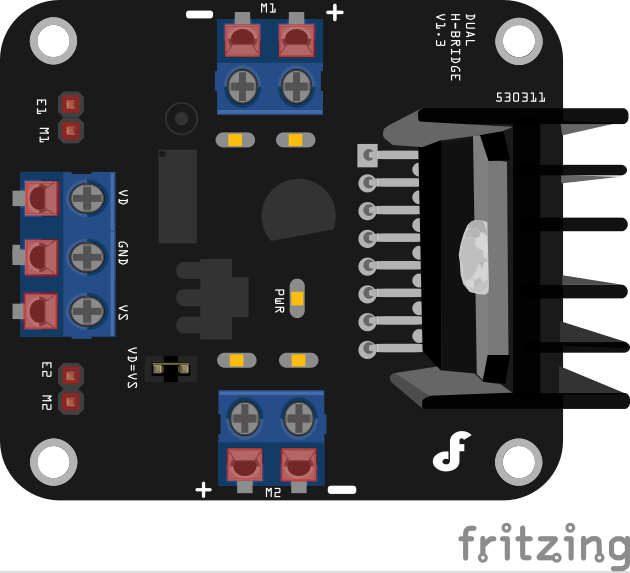 M1
+
DUAL
H-BRIDGE
V1.3
530311
E1
M1
VD
GND
VS
PWR
VD=VS
E2
M2
+
M2
fritzing